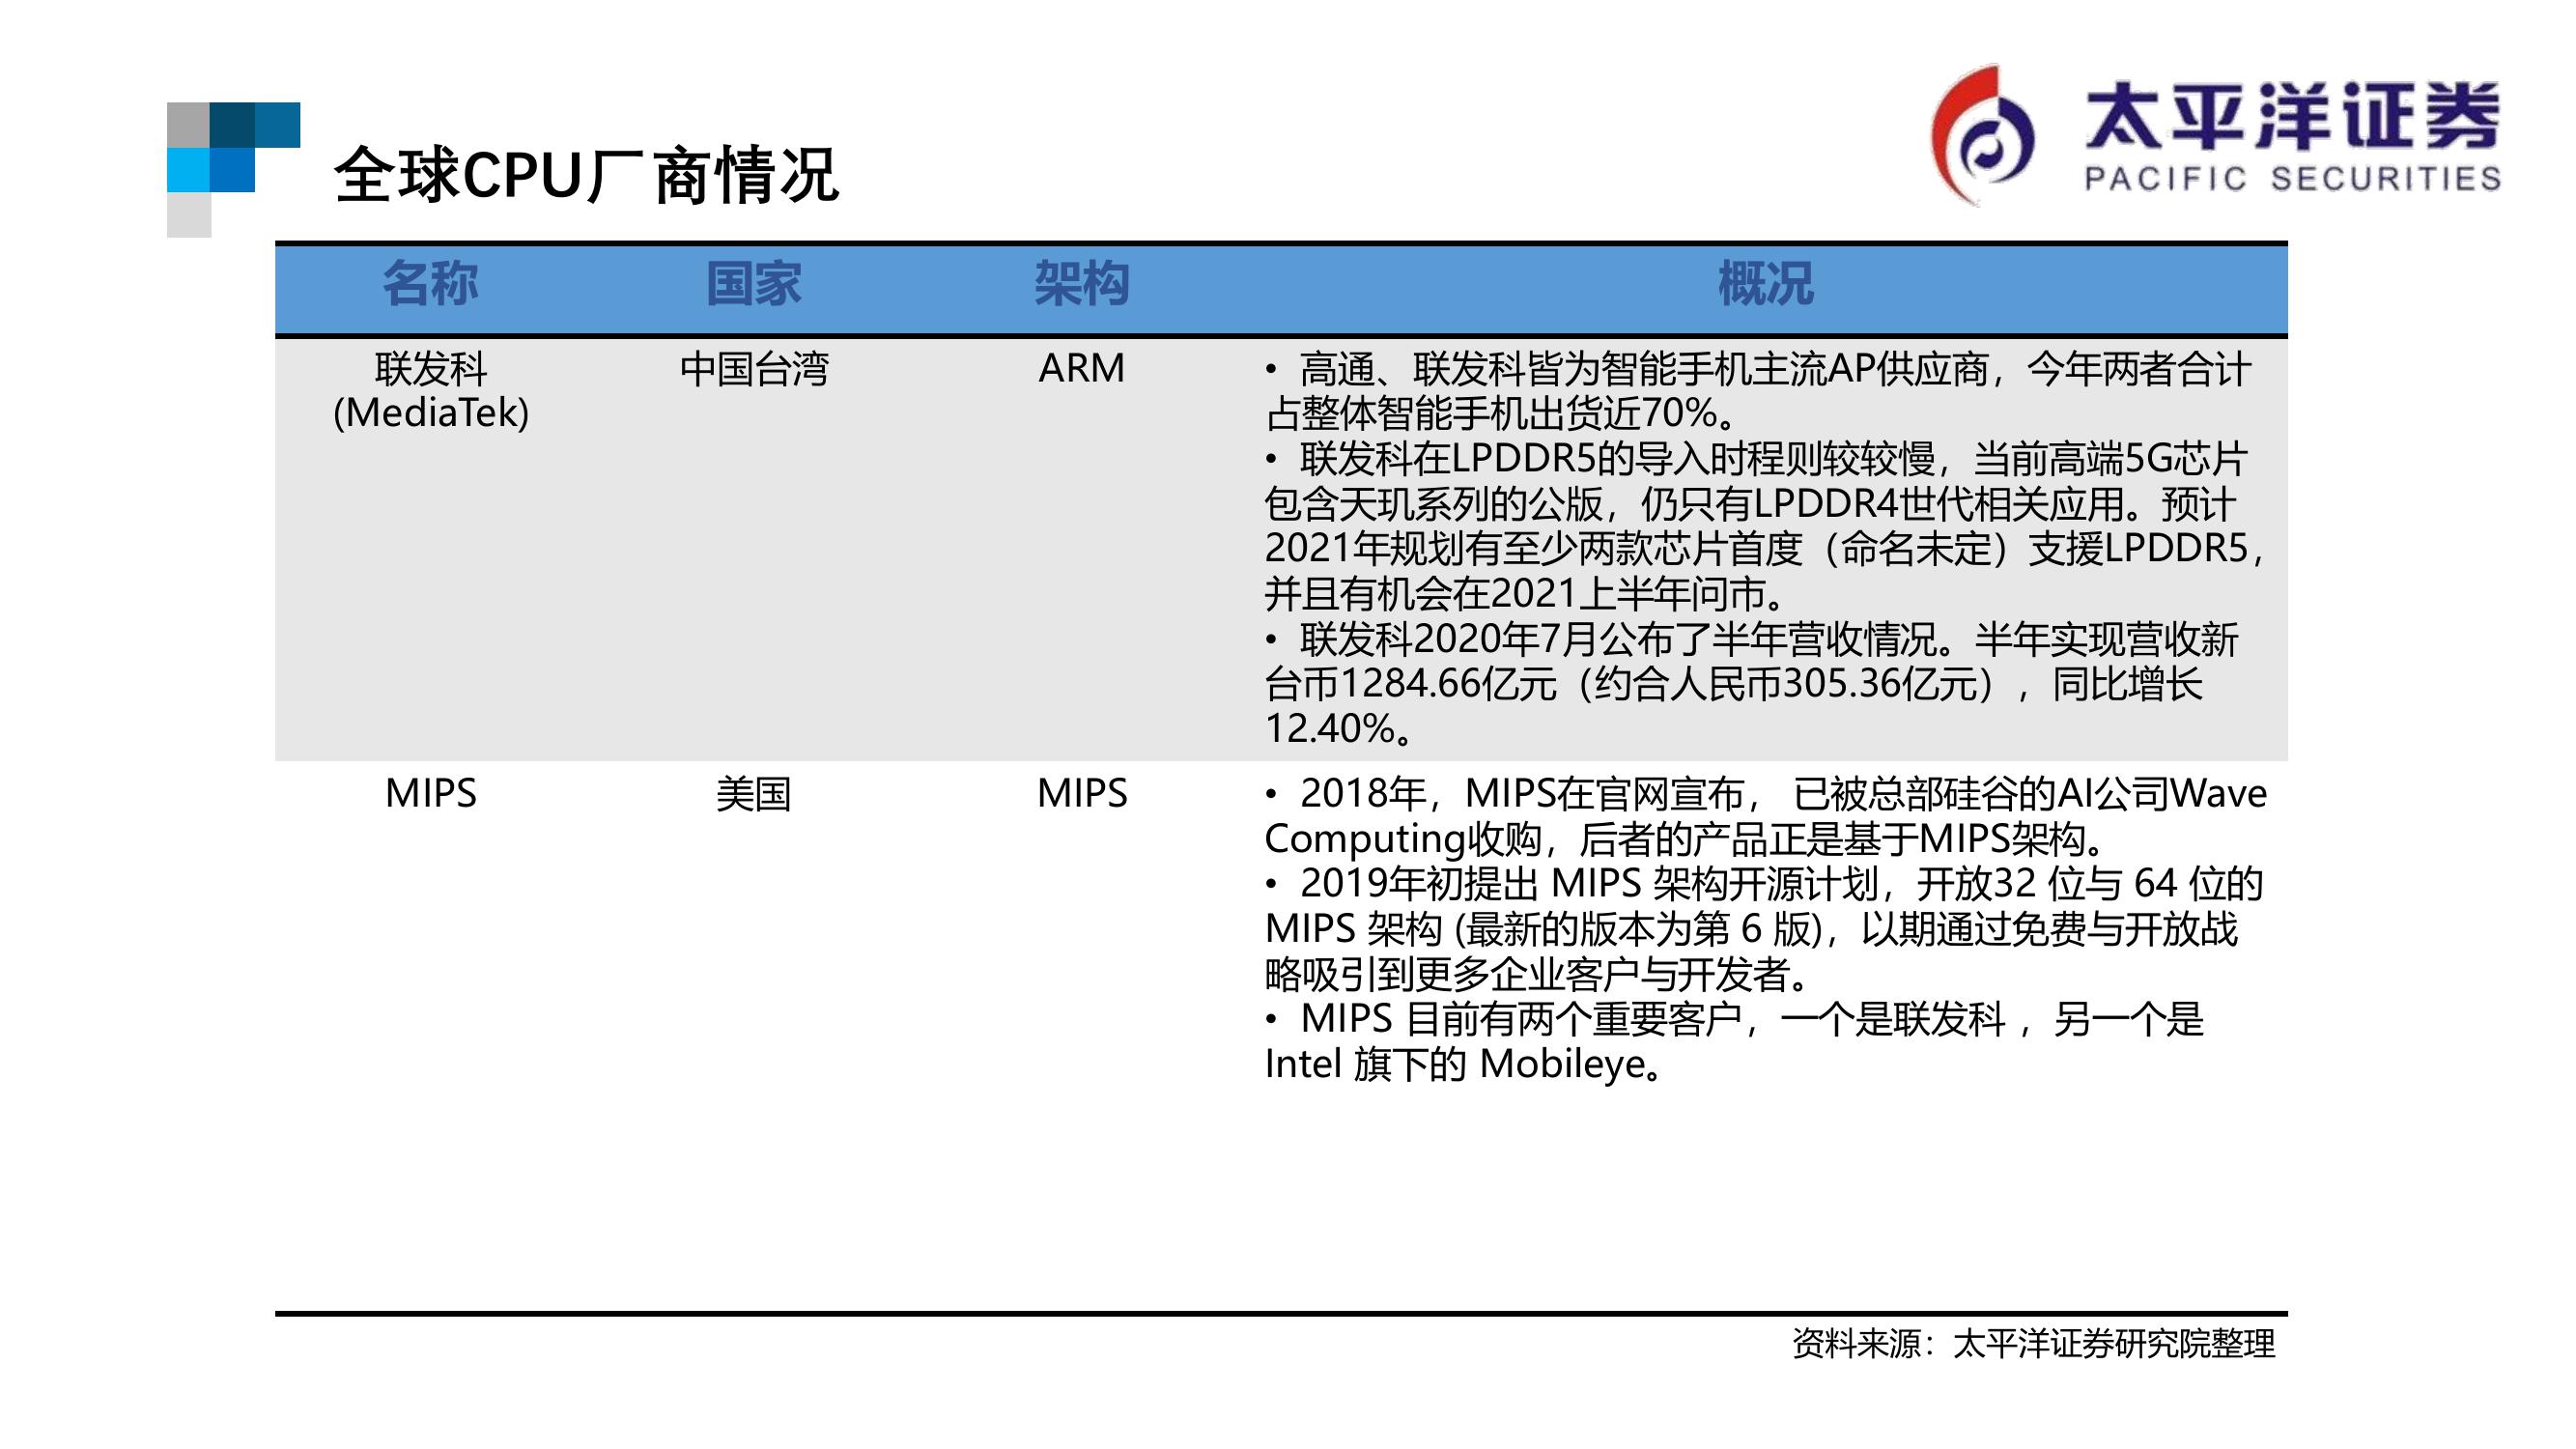 太平洋证券
PACIFIC SECURITIES
全球CPU厂商情况
名称 国家 架构 概况
联发科
(MediaTek)
中国台湾
ARM
• 高通、联发科皆为智能手机主流AP供应商，今年两者合计
占整体智能手机出货近70%。
• 联发科在LPDDR5的导入时程则较较慢，当前高端5G芯片
包含天玑系列的公版，仍只有LPDDR4世代相关应用。预计
2021年规划有至少两款芯片首度（命名未定）支援LPDDR5，
并且有机会在2021上半年问市。
• 联发科2020年7月公布了半年营收情况。半年实现营收新
台币1284.66亿元（约合人民币305.36亿元），同比增长
12.40%。
MIPS
美国
MIPS
• 2018年，MIPS在官网宣布， 已被总部硅谷的AI公司Wave
Computing收购，后者的产品正是基于MIPS架构。
• 2019年初提出 MIPS 架构开源计划，开放32 位与 64 位的
MIPS 架构 (最新的版本为第 6 版)，以期通过免费与开放战
略吸引到更多企业客户与开发者。
• MIPS 目前有两个重要客户，一个是联发科 ，另一个是
Intel 旗下的 Mobileye。
资料来源：太平洋证券研究院整理